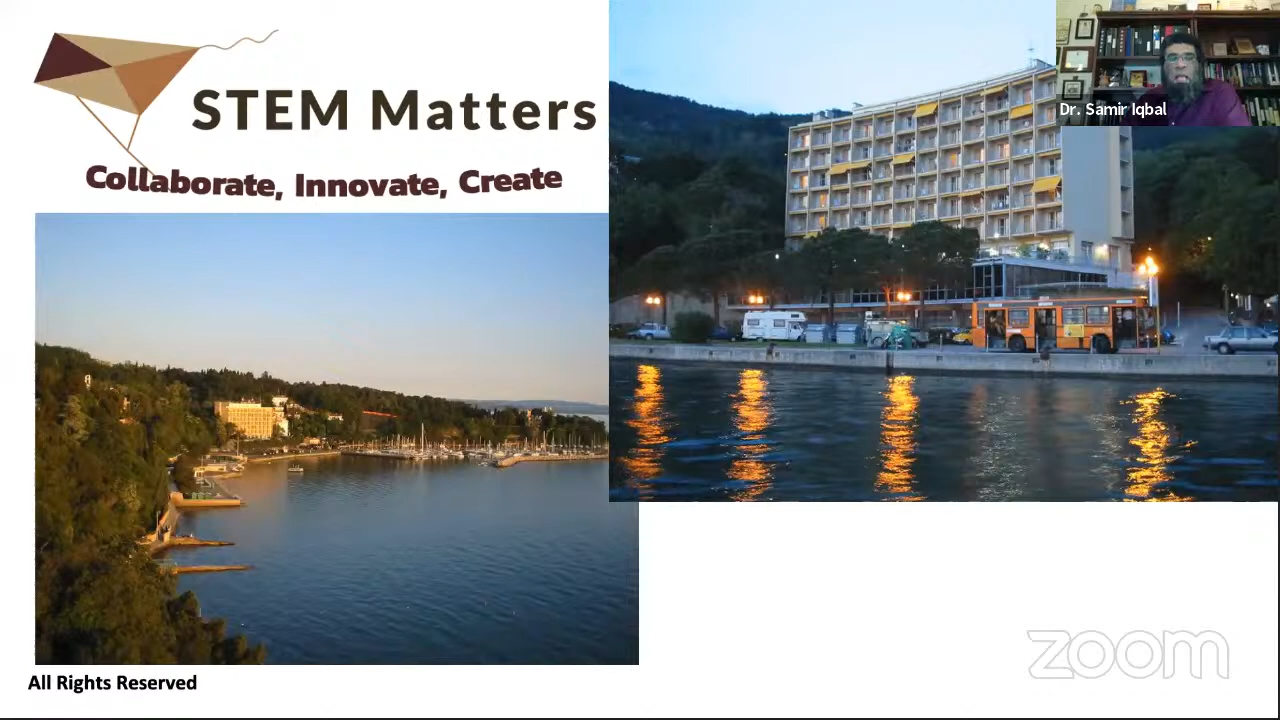 STEM Matters
Collaborate, Innovate, Create
Dr. Samir Iqbal
All Rights Reserved
zoom